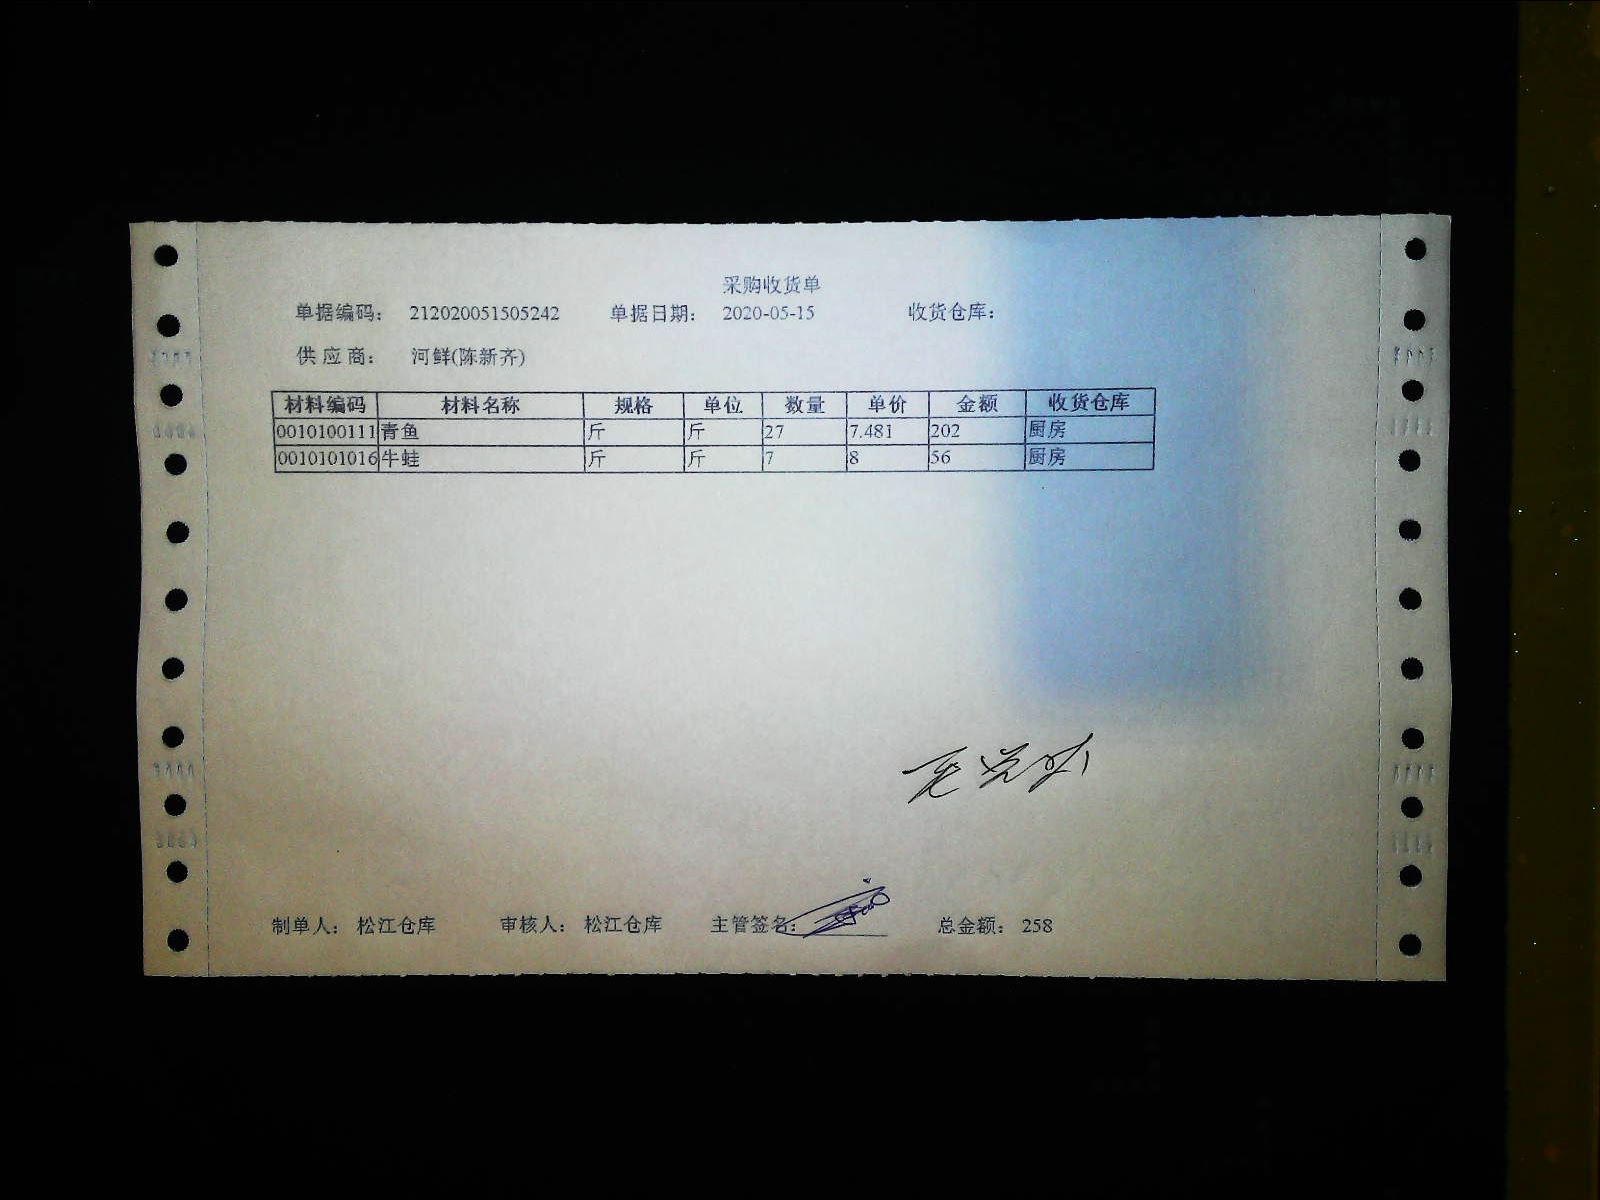 采购收货单
单据编码: 212020051505242 单据日期: 2020-05-15 收货仓库:
供应商: 河鲜(陈新齐)
材料编码 材料名称 规格 单位 数量 单价 金额 收货仓库
0010100111 青鱼 斤 斤 27 7.481 202 厨房
0010101016 牛蛙 斤 斤 7 8 56 厨房
制单人: 松江仓库 审核人: 松江仓库 主管签名: 总金额: 258